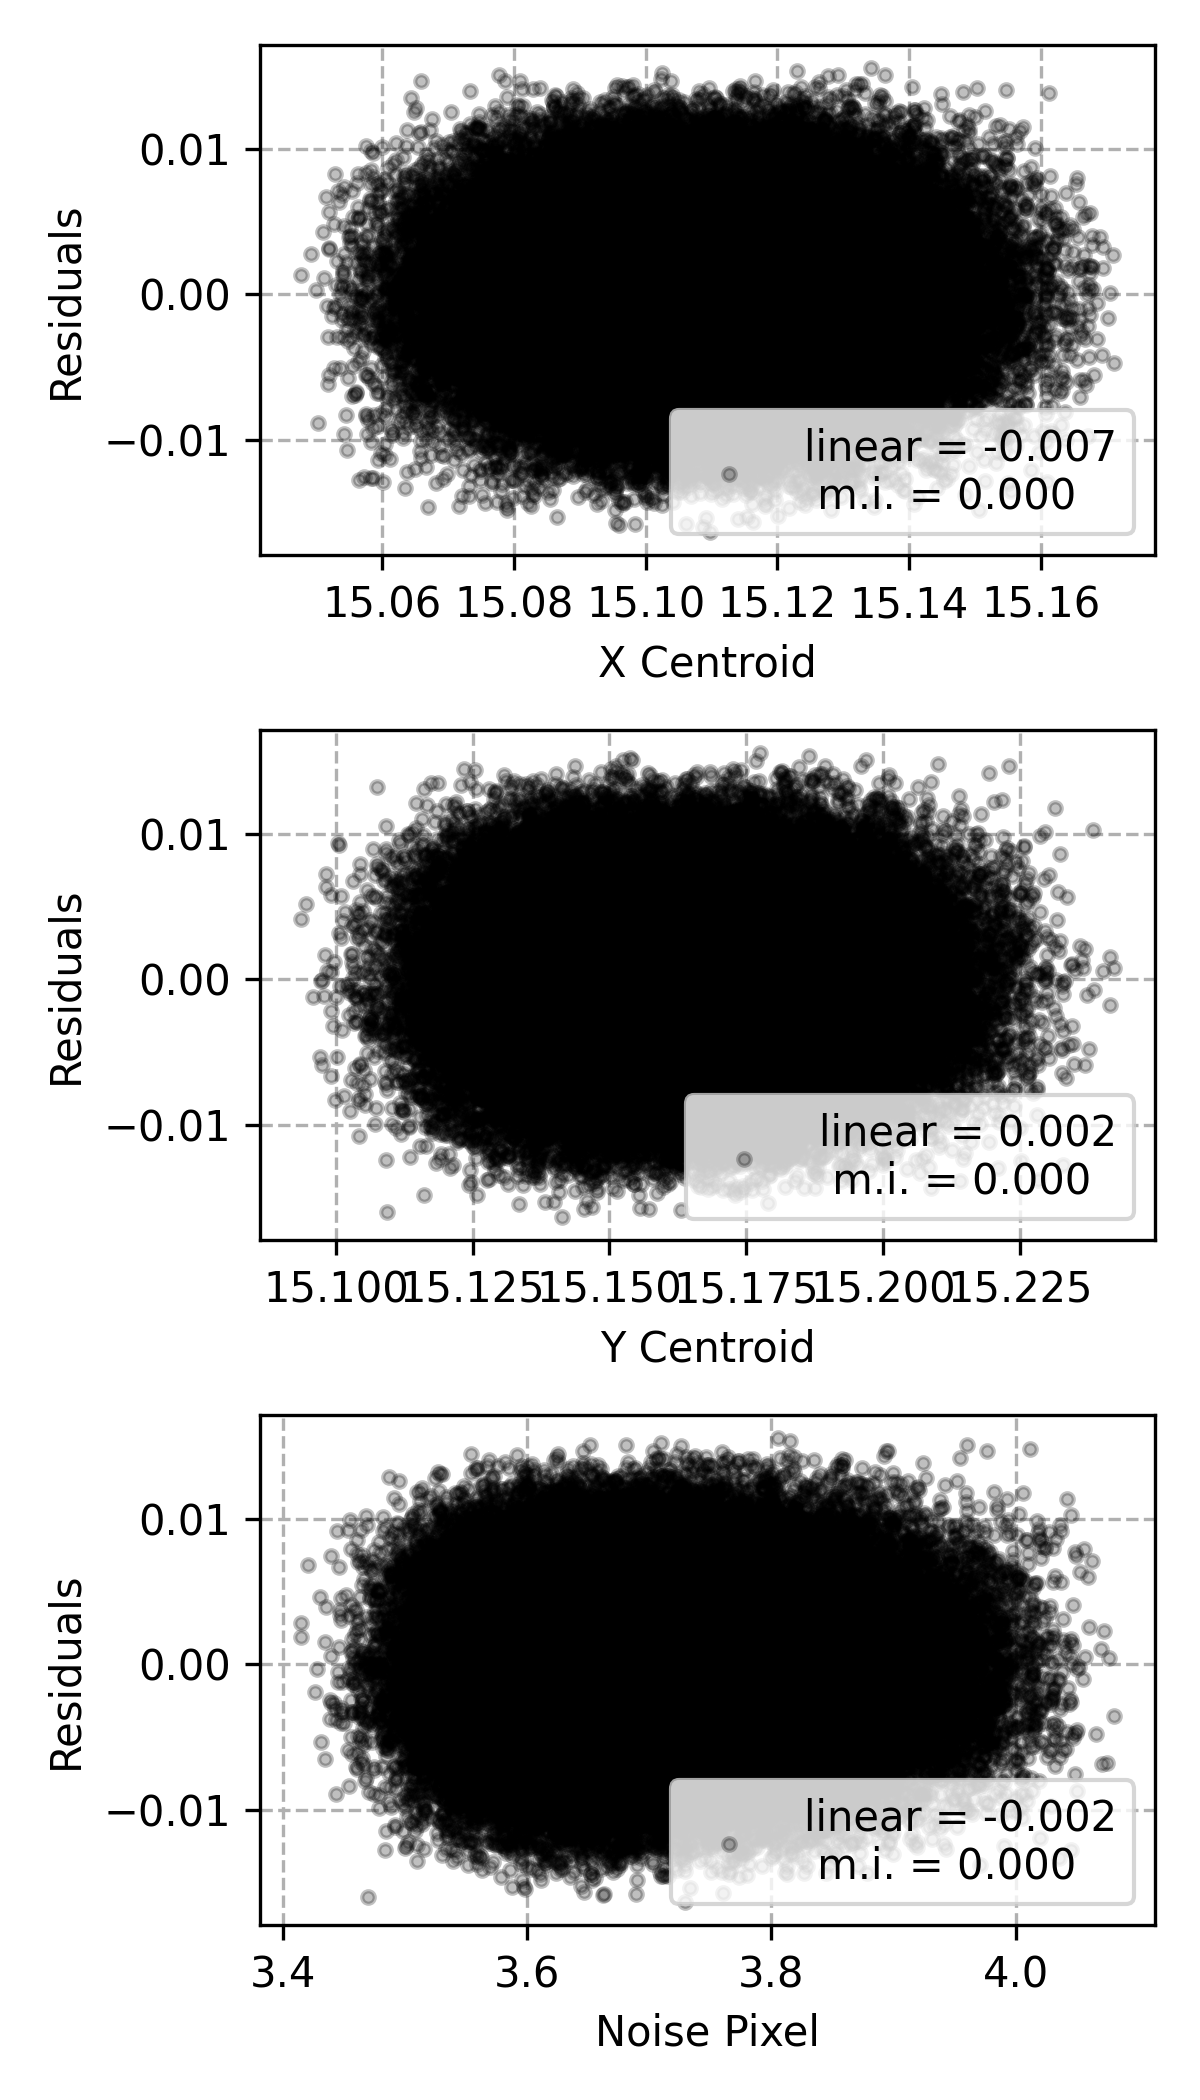 Residuals
0.01
0.00
−0.01
linear = -0.007
m.i. = 0.000
15.06 15.08 15.10 15.12 15.14 15.16
X Centroid
Residuals
0.01
0.00
−0.01
linear = 0.002
m.i. = 0.000
15.100 15.125 15.150 15.175 15.200 15.225
Y Centroid
Residuals
0.01
0.00
−0.01
linear = -0.002
m.i. = 0.000
3.4 3.6 3.8 4.0
Noise Pixel